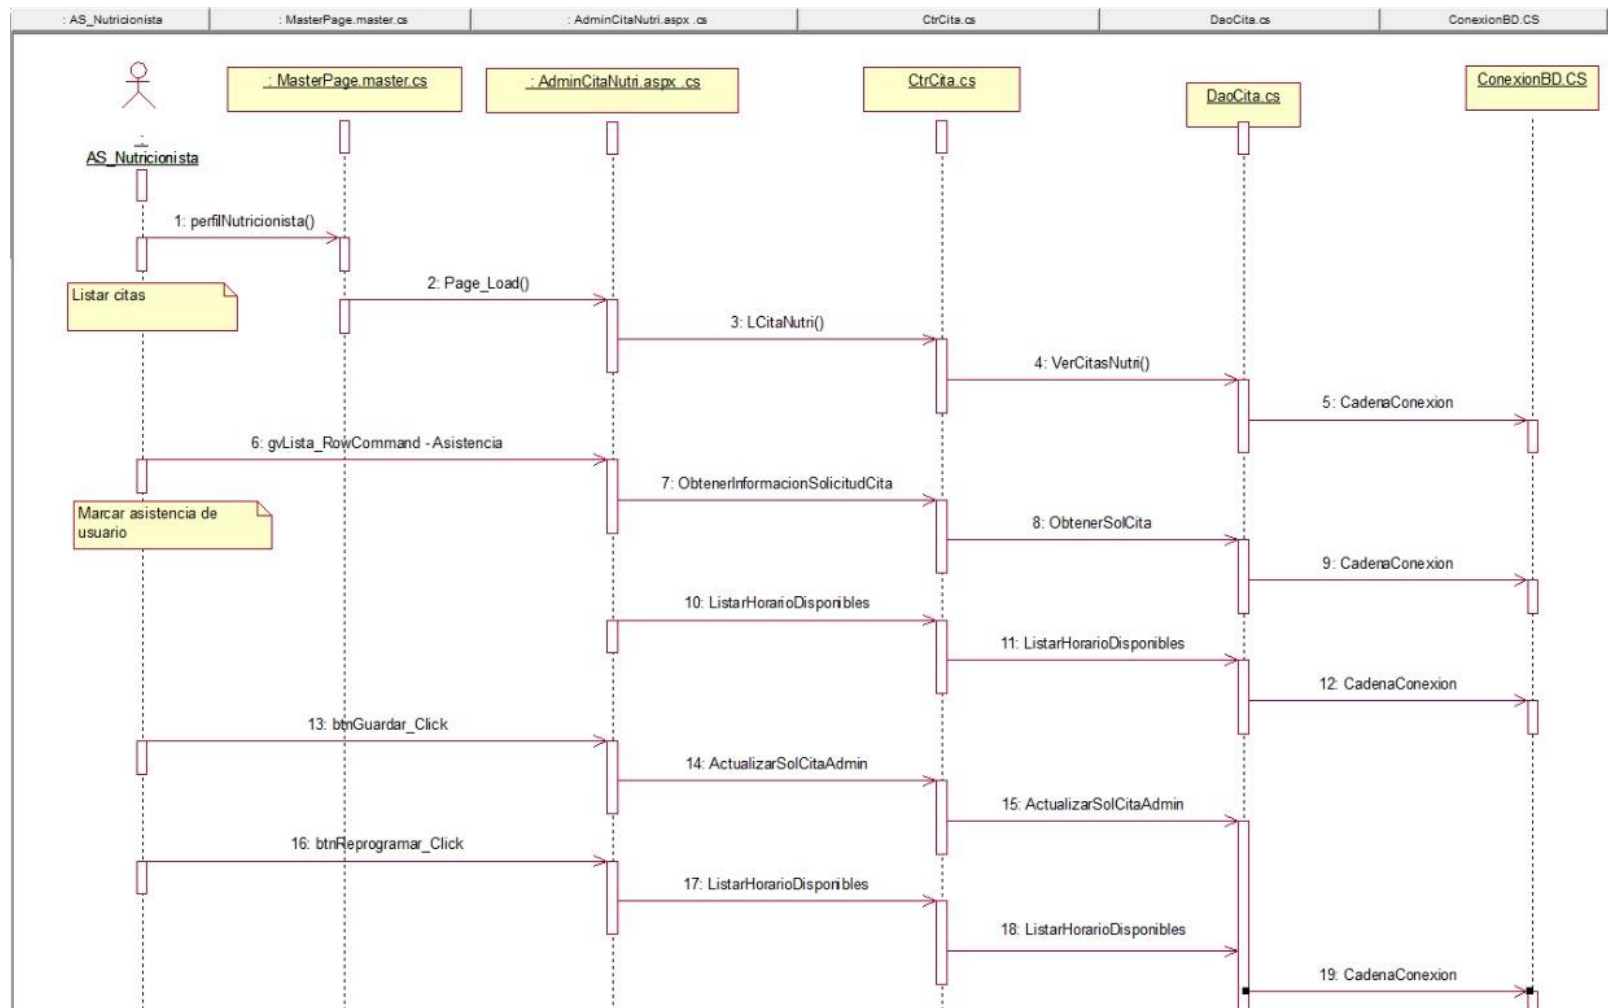 : AS_Nutricionista
: MasterPage.master.cs
: AdminCitaNutri.aspx .cs
CtrCita.cs
DaoCita.cs
ConexionBD.CS
: MasterPage.master.cs
: AdminCitaNutri.aspx .cs
CtrCita.cs
DaoCita.cs
ConexionBD.CS
:
AS_Nutricionista
1: perfilNutricionista()
Listar citas
2: Page_Load()
3: LCitaNutri()
4: VerCitasNutri()
5: CadenaConexion
6: gvLista_RowCommand - Asistencia
7: ObtenerInformacionSolicitudCita
Marcar asistencia de
usuario
8: ObtenerSolCita
9: CadenaConexion
10: ListarHorarioDisponibles
11: ListarHorarioDisponibles
12: CadenaConexion
13: btnGuardar_Click
14: ActualizarSolCitaAdmin
15: ActualizarSolCitaAdmin
16: btnReprogramar_Click
17: ListarHorarioDisponibles
18: ListarHorarioDisponibles
19: CadenaConexion